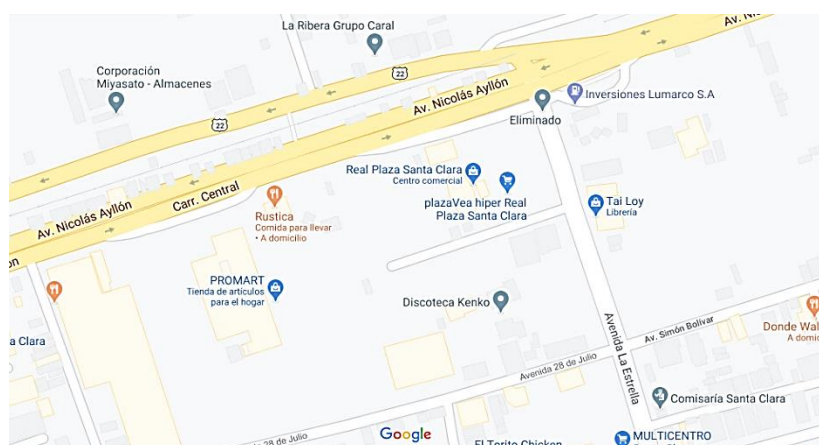 La Ribera Grupo Caral
Av. Ni
22
Corporación
Miyasato - Almacenes
Av. Nicolás Ayllón
Inversiones Lumarco S.A
22
Eliminado
Real Plaza Santa Clara
Centro comercial
plazaVea hiper Real
Plaza Santa Clara
Tai Loy
Librería
Carr. Central
Rustica
Comida para llevar
• A domicilio
Av. Nicolás Ayllón
ón
PROMART
Tienda de artículos
para el hogar
Discoteca Kenko
Avenida La Estrella
Av. Simón Bolívar
Donde Wal
A domic
a Clara
Avenida 28 de Julio
Comisaría Santa Clara
28 de Julio
Google
El Torito Chicken
MULTICENTRO